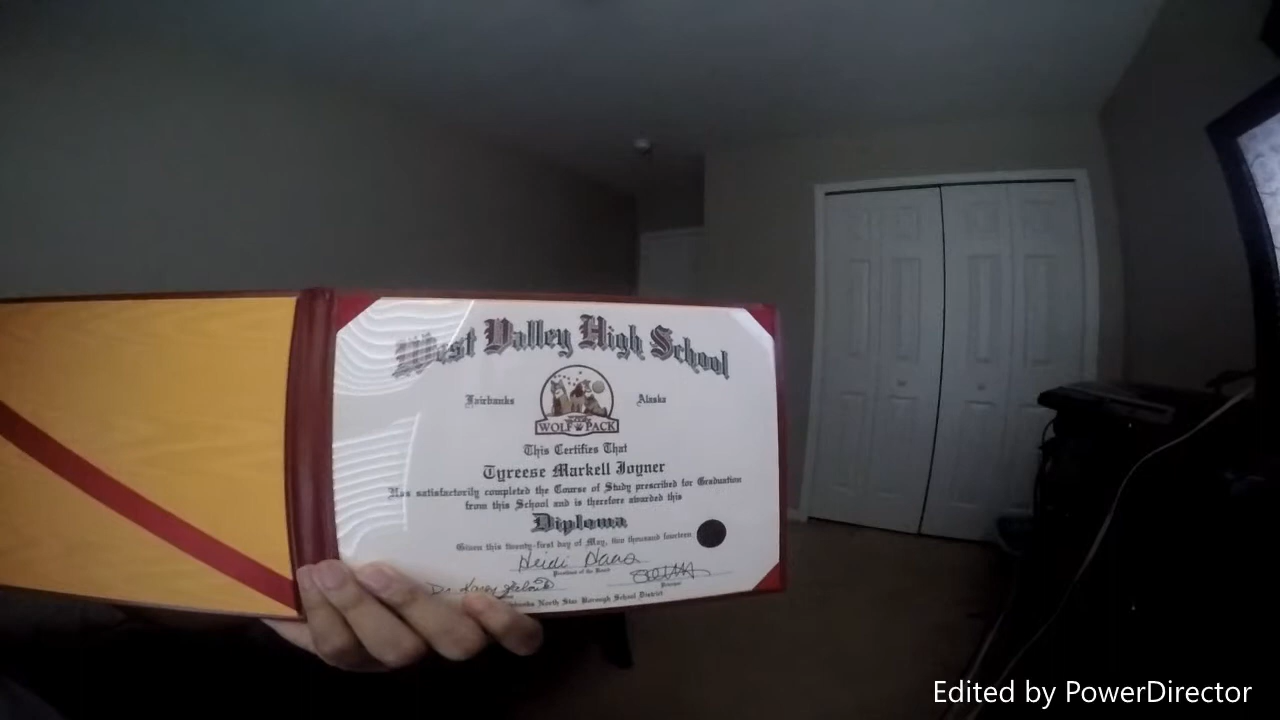 West Valley High School
Fairbanks Alaska
WOLF PACK
This Certifies That
Tyreese Markell Joyner
Has satisfactorily completed the Course of Study prescribed for Graduation
from this School and is therefore awarded this
Diploma
Given this twenty-first day of May, two thousand fourteen
Heidi Haas
President of the Board
Principal
North Star Borough School District
Edited by PowerDirector